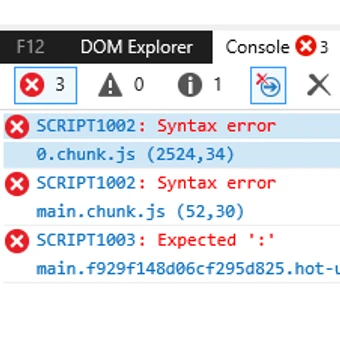 F12 DOM Explorer Console 3
3 0 1
SCRIPT1002: Syntax error
0.chunk.js (2524,34)
SCRIPT1002: Syntax error
main.chunk.js (52,30)
SCRIPT1003: Expected ':'
main.f929f148d06cf295d825.hot-u